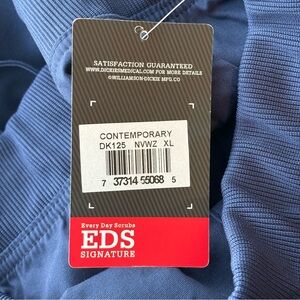 SATISFACTION GUARANTEED
WWW.DICKIESMEDICAL.COM FOR MORE DETAILS
©WILLIAMSON-DICKIE MFG.CO
CONTEMPORARY
DK125 NVWZ XL
7 37314 55068 5
Every Day Scrubs
EDS
SIGNATURE